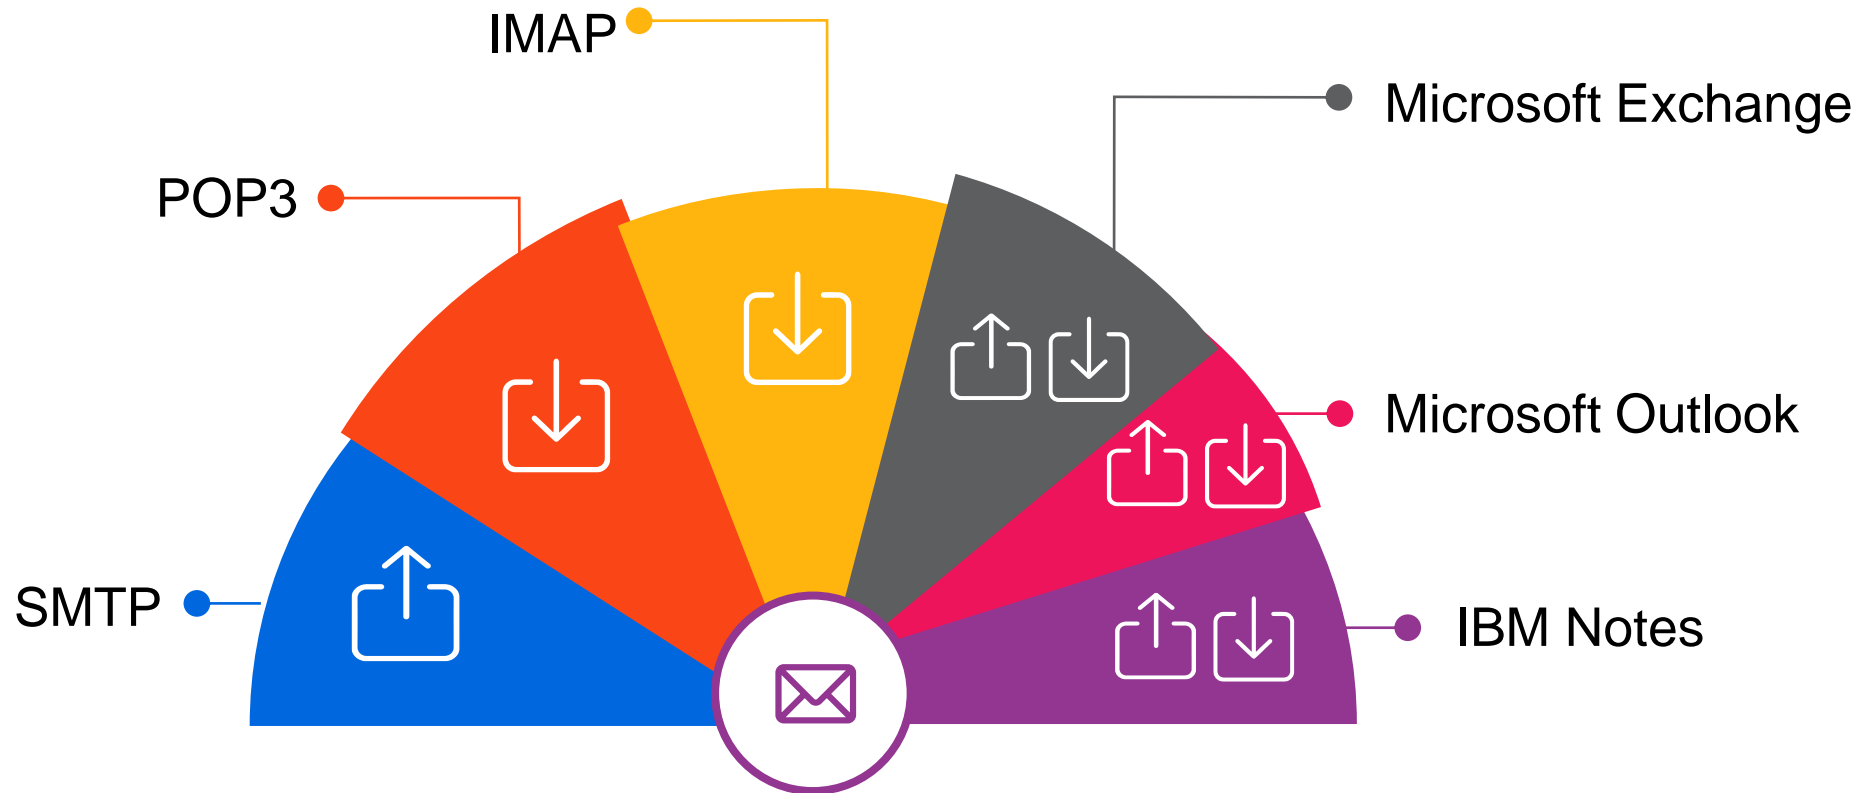 IMAP
Microsoft Exchange
POP3
Microsoft Outlook
SMTP
IBM Notes